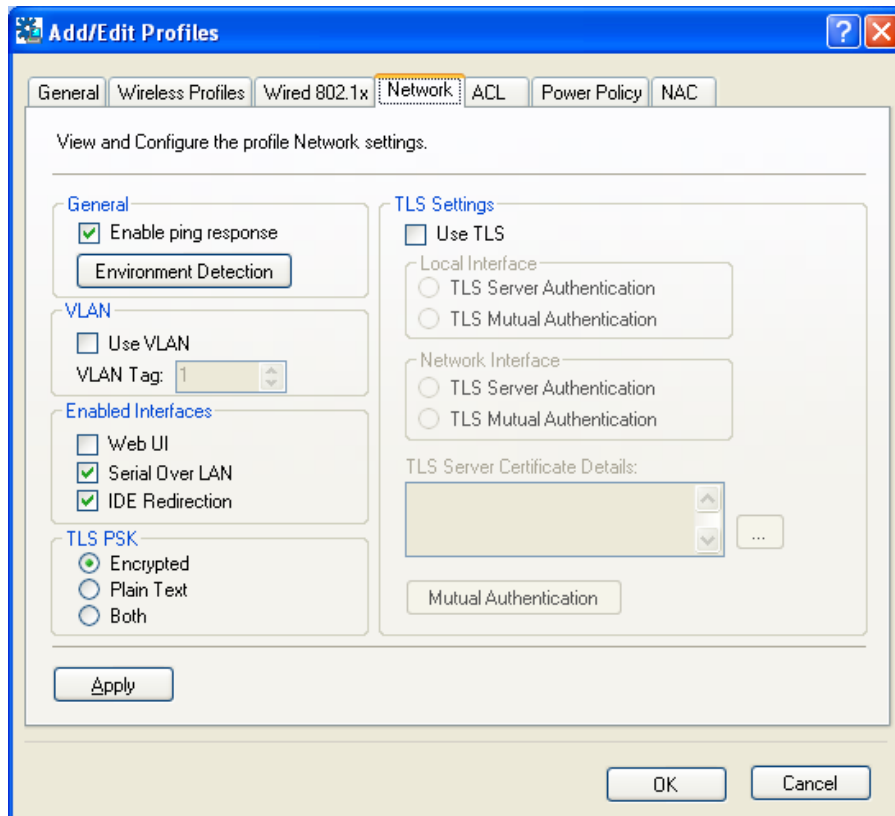 Add/Edit Profiles
General Wireless Profiles Wired 802.1x Network ACL Power Policy NAC
View and Configure the profile Network settings.
General
Enable ping response
Environment Detection
VLAN
Use VLAN
VLAN Tag: 1
Enabled Interfaces
Web UI
Serial Over LAN
IDE Redirection
TLS PSK
Encrypted
Plain Text
Both
TLS Settings
Use TLS
Local Interface
TLS Server Authentication
TLS Mutual Authentication
Network Interface
TLS Server Authentication
TLS Mutual Authentication
TLS Server Certificate Details:
...
Mutual Authentication
Apply
OK Cancel